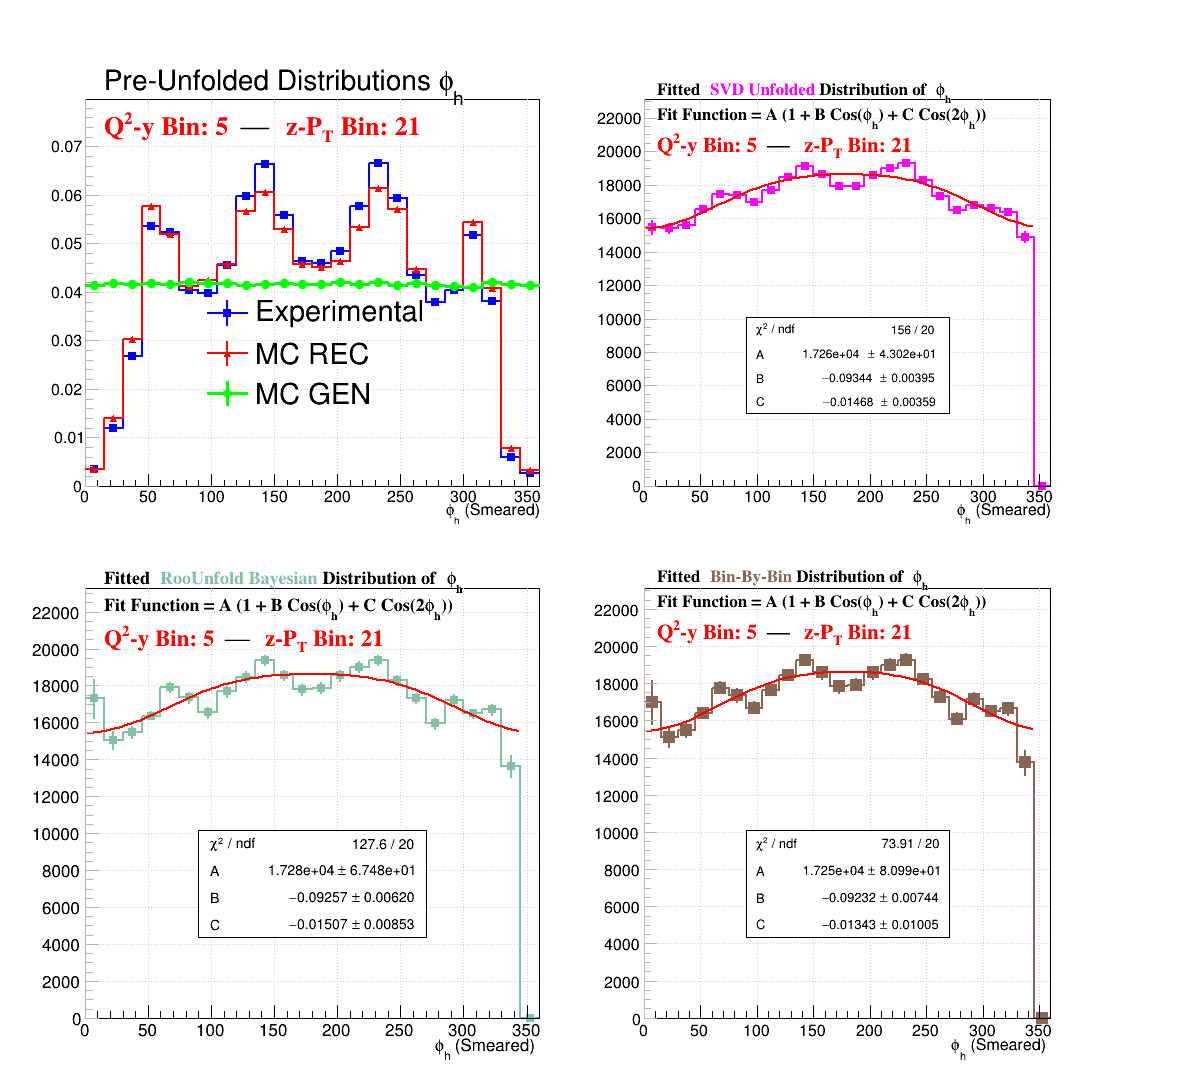 Pre-Unfolded Distributions ϕh
Q²-y Bin: 5 — z-PT Bin: 21
0.07
0.06
0.05
0.04
0.03
0.02
0.01
0
Experimental
MC REC
MC GEN
0 50 100 150 200 250 300 350
ϕh (Smeared)
Fitted SVD Unfolded Distribution of ϕh
Fit Function = A (1 + B Cos(ϕh) + C Cos(2ϕh))
Q²-y Bin: 5 — z-PT Bin: 21
22000
20000
18000
16000
14000
12000
10000
8000
6000
4000
2000
0
χ² / ndf 156 / 20
A 1.726e+04 ± 4.302e+01
B −0.09344 ± 0.00395
C −0.01468 ± 0.00359
0 50 100 150 200 250 300 350
ϕh (Smeared)
Fitted RooUnfold Bayesian Distribution of ϕh
Fit Function = A (1 + B Cos(ϕh) + C Cos(2ϕh))
Q²-y Bin: 5 — z-PT Bin: 21
22000
20000
18000
16000
14000
12000
10000
8000
6000
4000
2000
0
χ² / ndf 127.6 / 20
A 1.728e+04 ± 6.748e+01
B −0.09257 ± 0.00620
C −0.01507 ± 0.00853
0 50 100 150 200 250 300 350
ϕh (Smeared)
Fitted Bin-By-Bin Distribution of ϕh
Fit Function = A (1 + B Cos(ϕh) + C Cos(2ϕh))
Q²-y Bin: 5 — z-PT Bin: 21
22000
20000
18000
16000
14000
12000
10000
8000
6000
4000
2000
0
χ² / ndf 73.91 / 20
A 1.725e+04 ± 8.099e+01
B −0.09232 ± 0.00744
C −0.01343 ± 0.01005
0 50 100 150 200 250 300 350
ϕh (Smeared)